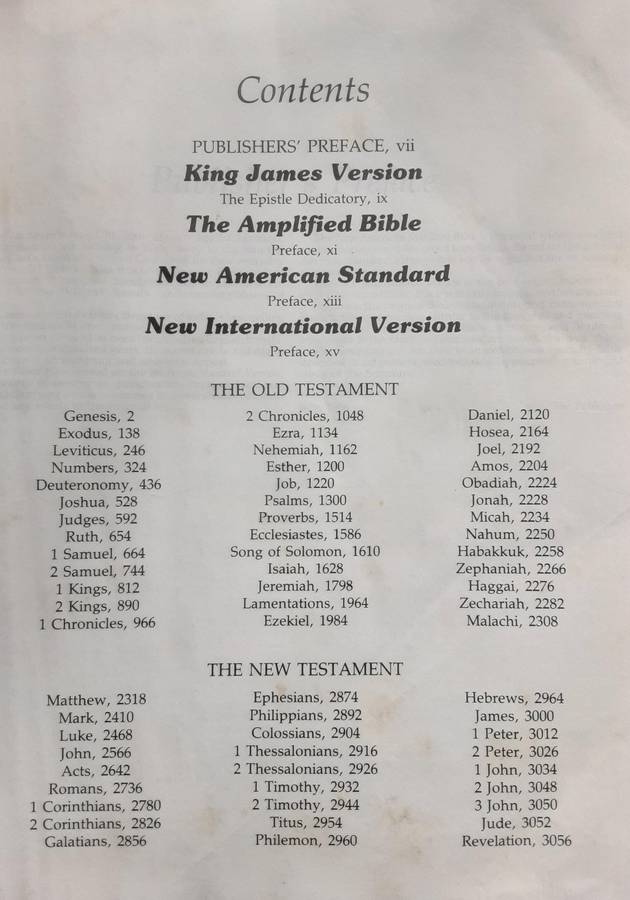 Contents
PUBLISHERS' PREFACE, vii
King James Version
The Epistle Dedicatory, ix
The Amplified Bible
Preface, xi
New American Standard
Preface, xiii
New International Version
Preface, xv
THE OLD TESTAMENT
Genesis, 2
Exodus, 138
Leviticus, 246
Numbers, 324
Deuteronomy, 436
Joshua, 528
Judges, 592
Ruth, 654
1 Samuel, 664
2 Samuel, 744
1 Kings, 812
2 Kings, 890
1 Chronicles, 966
2 Chronicles, 1048
Ezra, 1134
Nehemiah, 1162
Esther, 1200
Job, 1220
Psalms, 1300
Proverbs, 1514
Ecclesiastes, 1586
Song of Solomon, 1610
Isaiah, 1628
Jeremiah, 1798
Lamentations, 1964
Ezekiel, 1984
Daniel, 2120
Hosea, 2164
Joel, 2192
Amos, 2204
Obadiah, 2224
Jonah, 2228
Micah, 2234
Nahum, 2250
Habakkuk, 2258
Zephaniah, 2266
Haggai, 2276
Zechariah, 2282
Malachi, 2308
THE NEW TESTAMENT
Matthew, 2318
Mark, 2410
Luke, 2468
John, 2566
Acts, 2642
Romans, 2736
1 Corinthians, 2780
2 Corinthians, 2826
Galatians, 2856
Ephesians, 2874
Philippians, 2892
Colossians, 2904
1 Thessalonians, 2916
2 Thessalonians, 2926
1 Timothy, 2932
2 Timothy, 2944
Titus, 2954
Philemon, 2960
Hebrews, 2964
James, 3000
1 Peter, 3012
2 Peter, 3026
1 John, 3034
2 John, 3048
3 John, 3050
Jude, 3052
Revelation, 3056